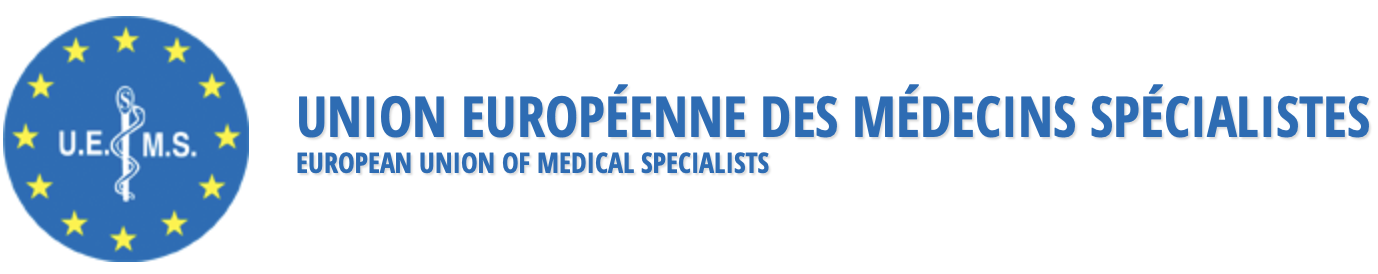 U.E.M.S.
UNION EUROPÉENNE DES MÉDECINS SPÉCIALISTES
EUROPEAN UNION OF MEDICAL SPECIALISTS